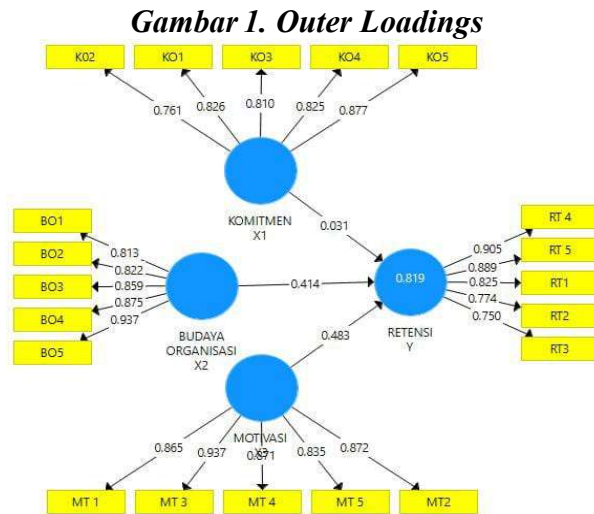 Gambar 1. Outer Loadings
K02 KO1 KO3 KO4 KO5
0.761 0.826 0.810 0.825 0.877
KOMITMEN
X1
0.031
BO1
BO2
BO3
BO4
BO5
0.813
0.822
0.859
0.875
0.937
BUDAYA
ORGANISASI
X2
0.414
0.819
RETENSI
Y
0.905
0.889
0.825
0.774
0.750
RT 4
RT 5
RT1
RT2
RT3
0.483
MOTIVASI
X3
0.865 0.937 0.871 0.835 0.872
MT 1 MT 3 MT 4 MT 5 MT2